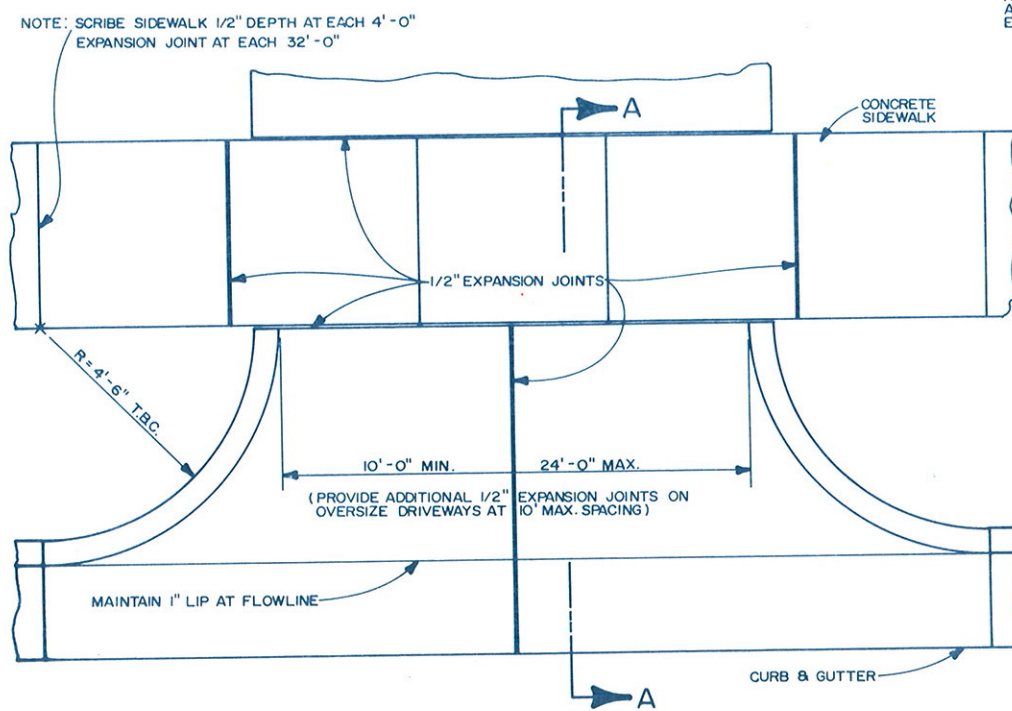 NOTE: SCRIBE SIDEWALK 1/2" DEPTH AT EACH 4'-0"
EXPANSION JOINT AT EACH 32'-0"
A
CONCRETE
SIDEWALK
1/2" EXPANSION JOINTS
R=4'-6" T.B.C.
10'-0" MIN. 24'-0" MAX.
(PROVIDE ADDITIONAL 1/2" EXPANSION JOINTS ON
OVERSIZE DRIVEWAYS AT 10' MAX. SPACING)
MAINTAIN 1" LIP AT FLOWLINE
CURB & GUTTER
A